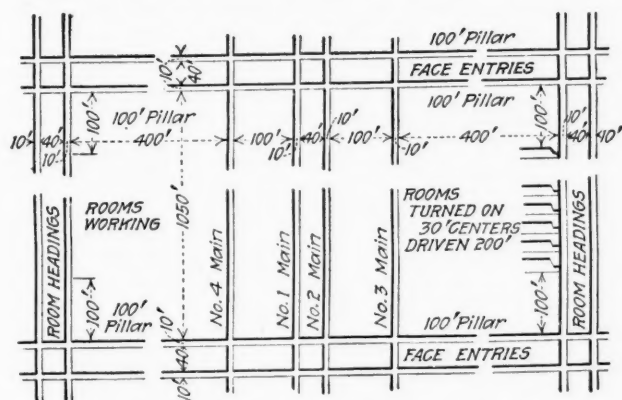 100' Pillar
10'
40'
FACE ENTRIES
100' Pillar
100' Pillar
100'
100'
10' 40'
400'
100'
40'
10'
100'
10'
400'
40' 10'
10'
10'
1050'
ROOMS
WORKING
ROOMS
TURNED ON
30' CENTERS
DRIVEN 200'
ROOM HEADINGS
No. 4 Main
No. 1 Main
No. 2 Main
No. 3 Main
ROOM HEADINGS
100'
100'
Pillar
10'
100'
100' Pillar
40'
FACE ENTRIES
10'